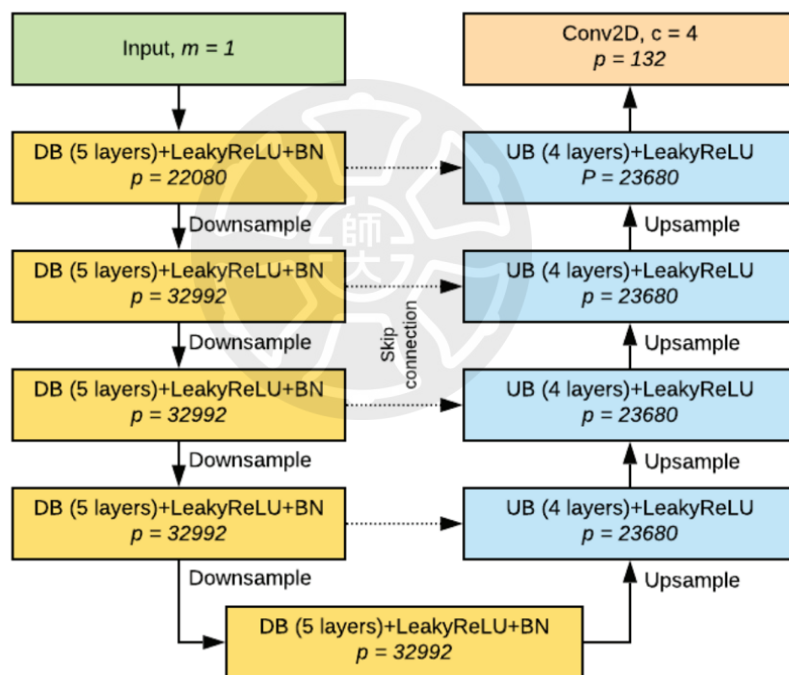 Input, m = 1
DB (5 layers)+LeakyReLU+BN
p = 22080
Downsample
DB (5 layers)+LeakyReLU+BN
p = 32992
Downsample
DB (5 layers)+LeakyReLU+BN
p = 32992
Downsample
DB (5 layers)+LeakyReLU+BN
p = 32992
Downsample
DB (5 layers)+LeakyReLU+BN
p = 32992
Skip
connection
Conv2D, c = 4
p = 132
UB (4 layers)+LeakyReLU
P = 23680
Upsample
UB (4 layers)+LeakyReLU
p = 23680
Upsample
UB (4 layers)+LeakyReLU
p = 23680
Upsample
UB (4 layers)+LeakyReLU
p = 23680
Upsample
師
大